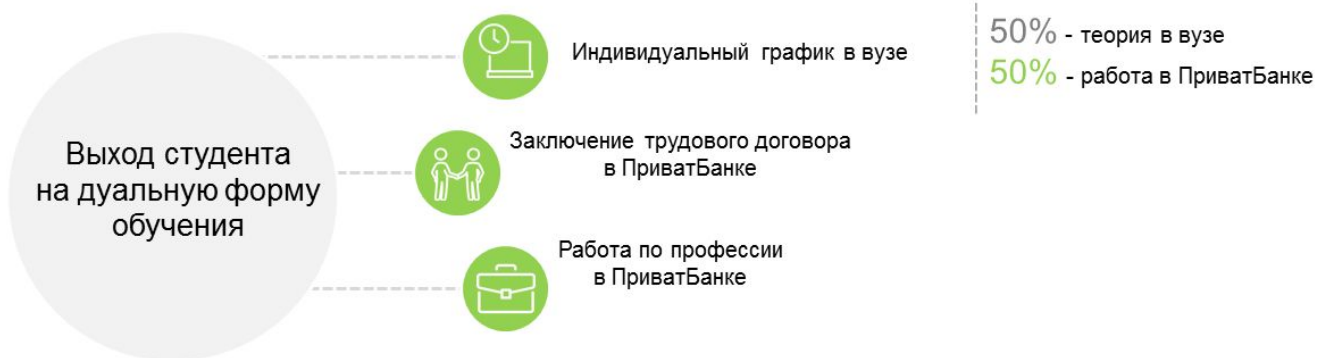 Индивидуальный график в вузе
50% - теория в вузе
50% - работа в ПриватБанке
Выход студента
на дуальную форму
обучения
Заключение трудового договора
в ПриватБанке
Работа по профессии
в ПриватБанке